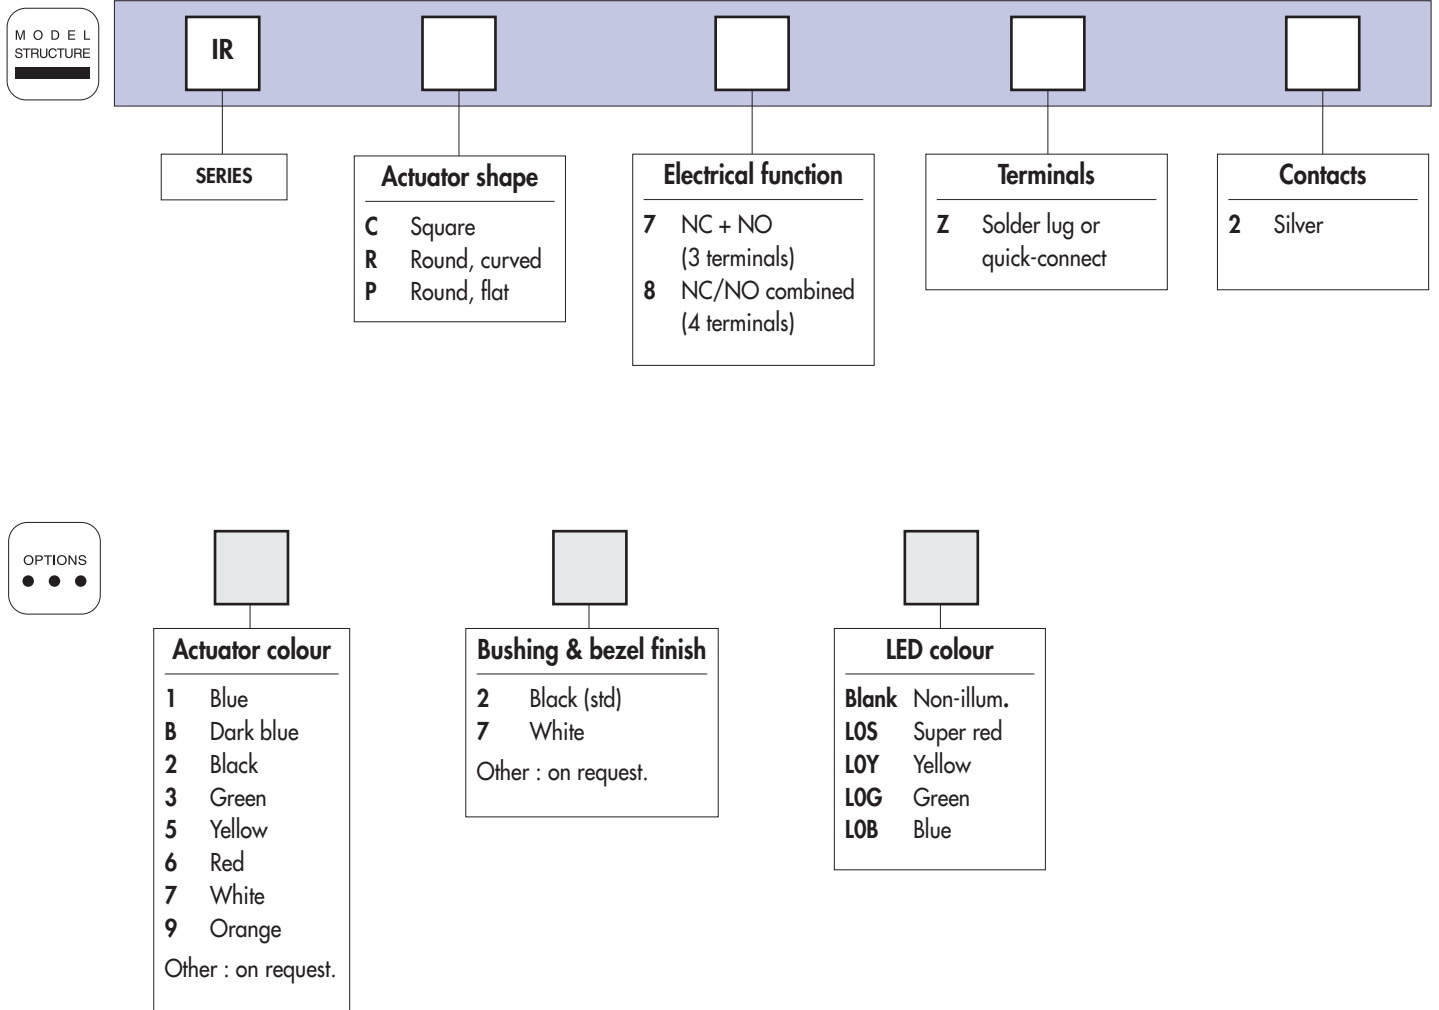 MODEL
STRUCTURE
IR
SERIES
Actuator shape
C Square
R Round, curved
P Round, flat
Electrical function
7 NC + NO
(3 terminals)
8 NC/NO combined
(4 terminals)
Terminals
Z Solder lug or
quick-connect
Contacts
2 Silver
OPTIONS
Actuator colour
1 Blue
B Dark blue
2 Black
3 Green
5 Yellow
6 Red
7 White
9 Orange
Other : on request.
Bushing & bezel finish
2 Black (std)
7 White
Other : on request.
LED colour
Blank Non-illum.
L0S Super red
L0Y Yellow
L0G Green
L0B Blue